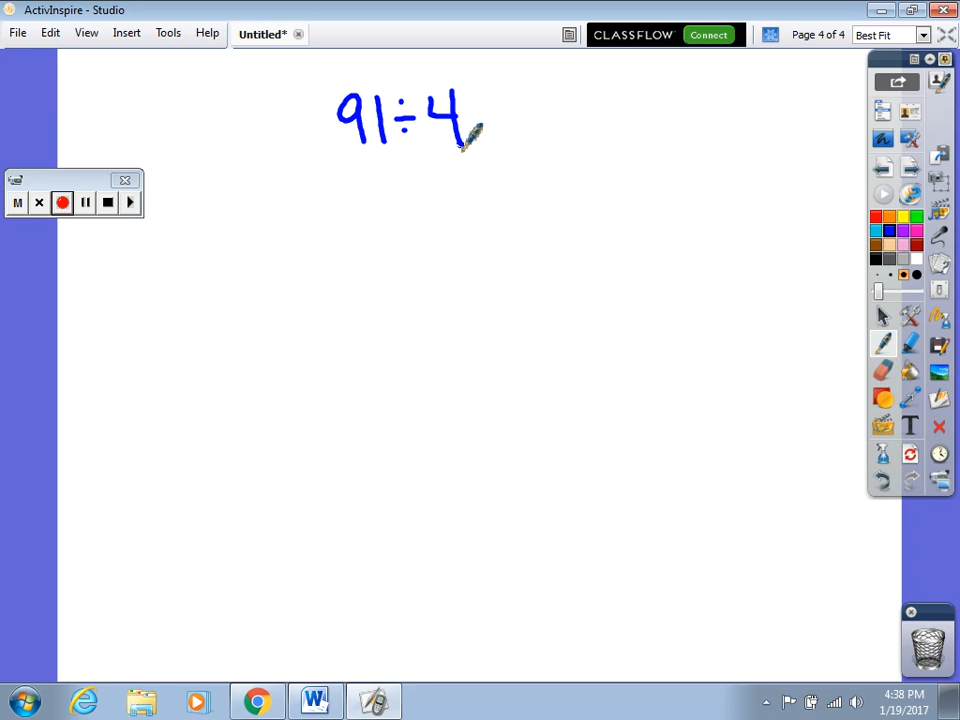 ActivInspire - Studio
File Edit View Insert Tools Help Untitled* CLASSFLOW Connect Page 4 of 4 Best Fit
91÷4
M
T
4:38 PM
1/19/2017